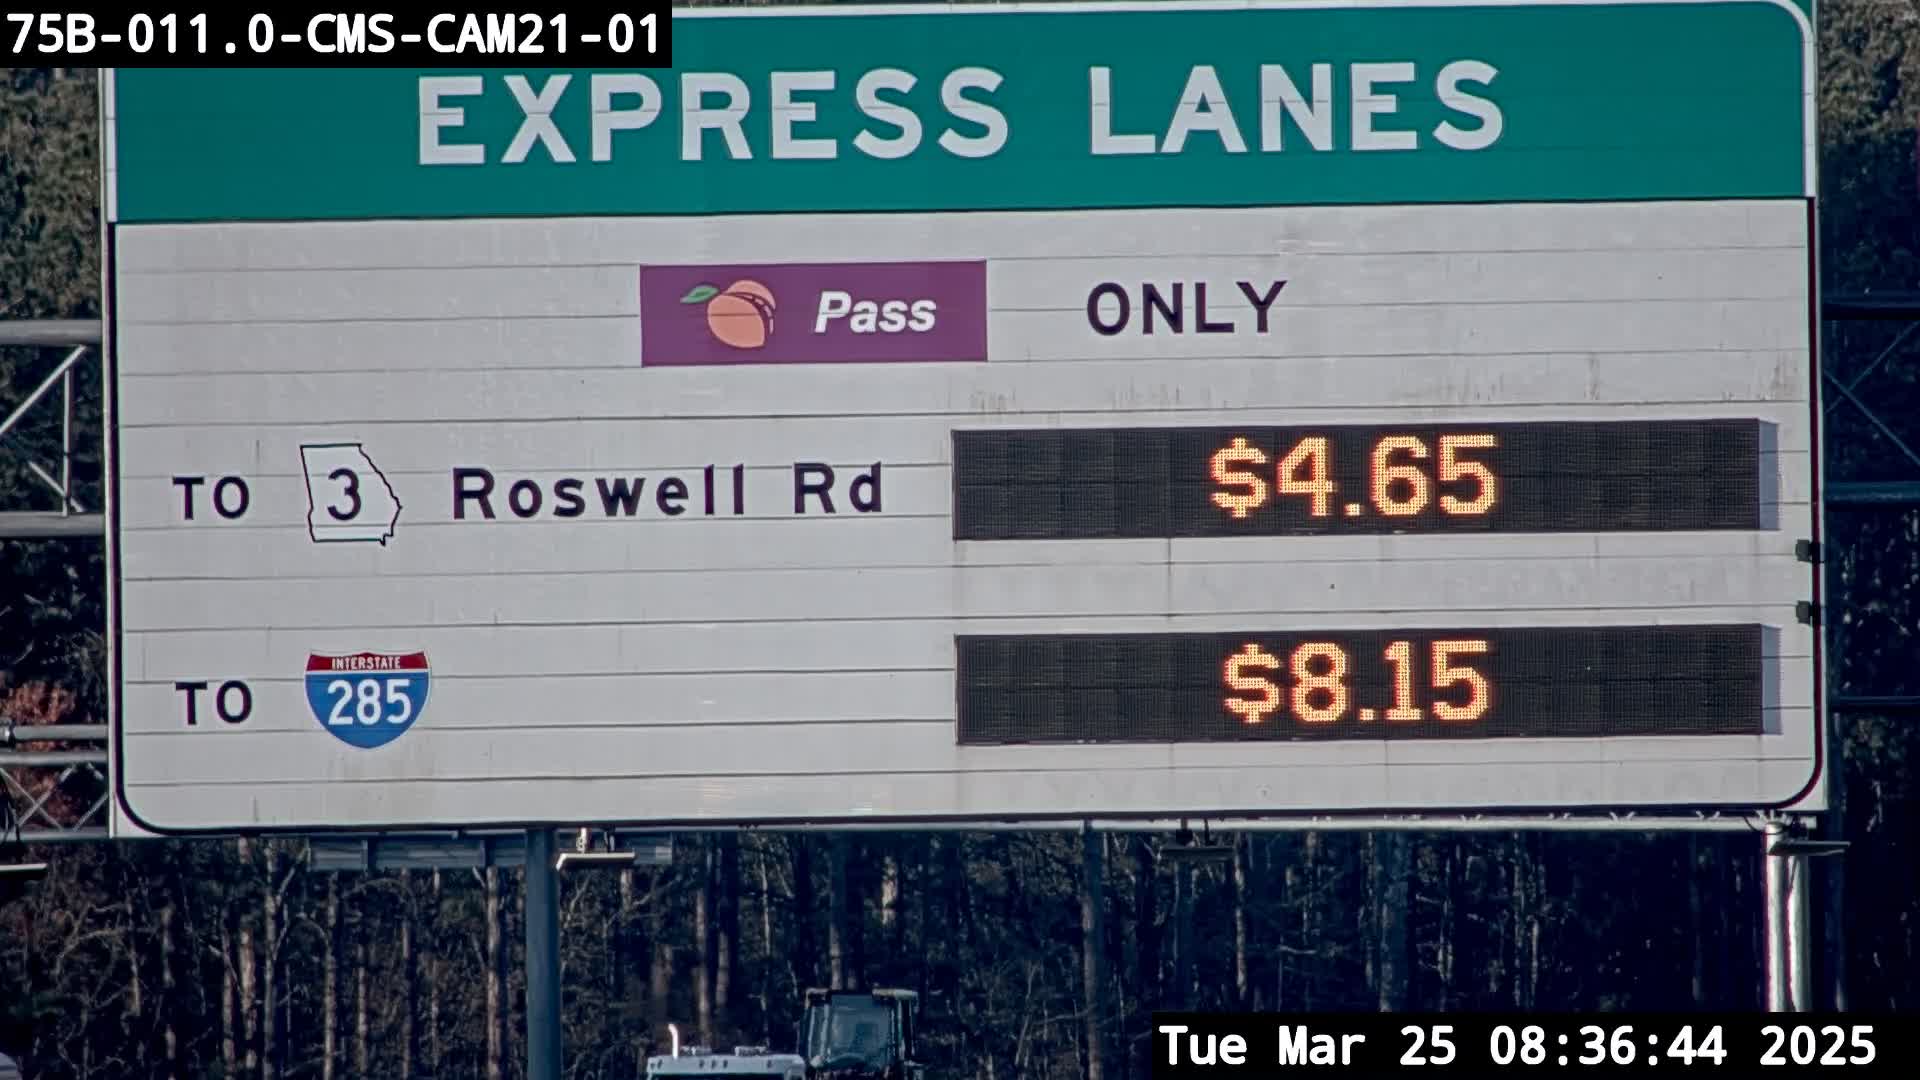 75B-011.0-CMS-CAM21-01
EXPRESS LANES
Pass ONLY
TO 3 Roswell Rd $4.65
TO INTERSTATE 285 $8.15
Tue Mar 25 08:36:44 2025